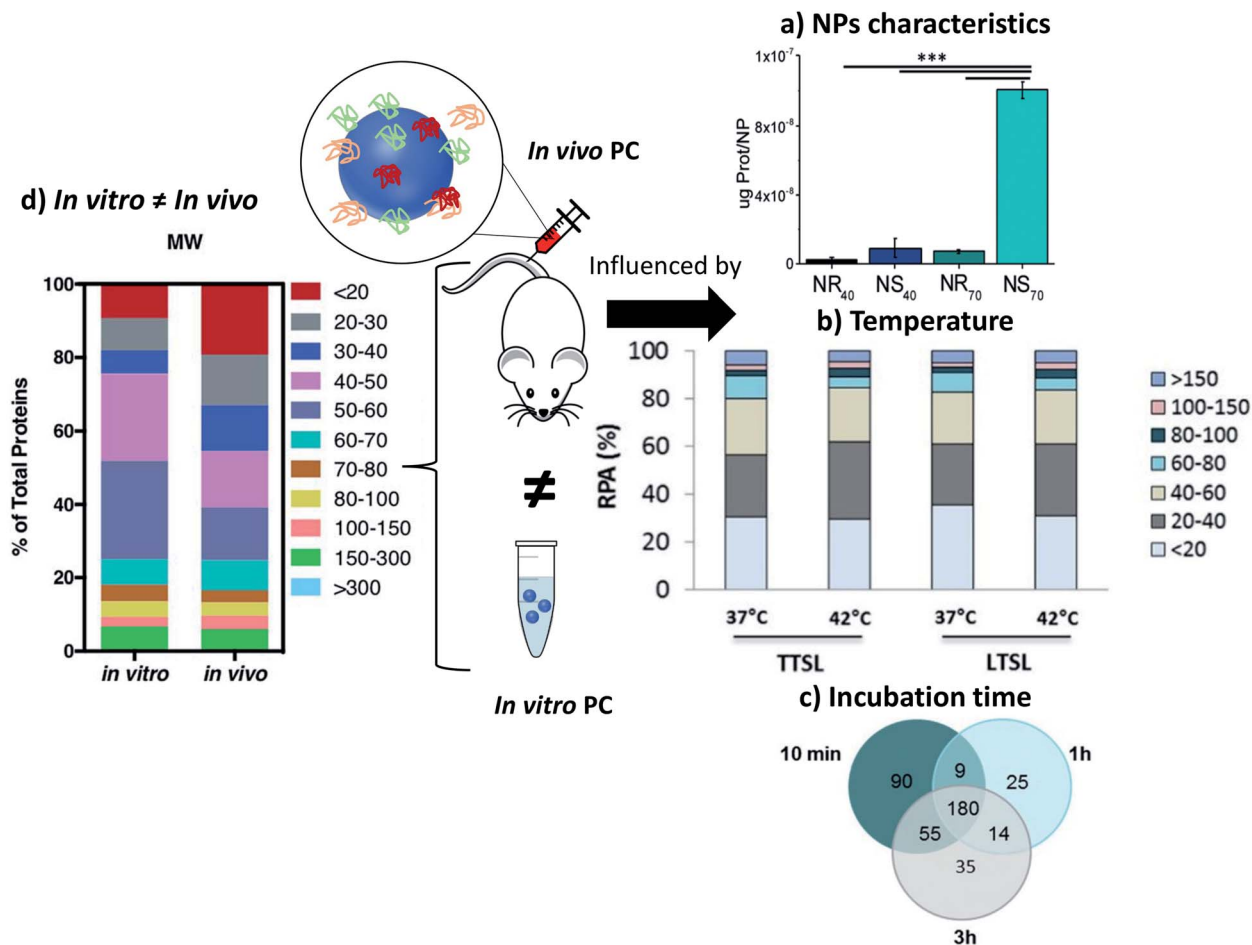 a) NPs characteristics
1x10⁻⁷
8x10⁻⁸
4x10⁻⁸
0
ug Prot/NP
***
NR₄₀
NS₄₀
NR₇₀
NS₇₀
In vivo PC
Influenced by
≠
In vitro PC
d) In vitro ≠ In vivo
MW
% of Total Proteins
100
80
60
40
20
0
in vitro
in vivo
<20
20-30
30-40
40-50
50-60
60-70
70-80
80-100
100-150
150-300
>300
b) Temperature
RPA (%)
100
80
60
40
20
0
37°C
42°C
37°C
42°C
TTSL
LTSL
>150
100-150
80-100
60-80
40-60
20-40
<20
c) Incubation time
10 min
1h
90
9
25
180
55
14
35
3h